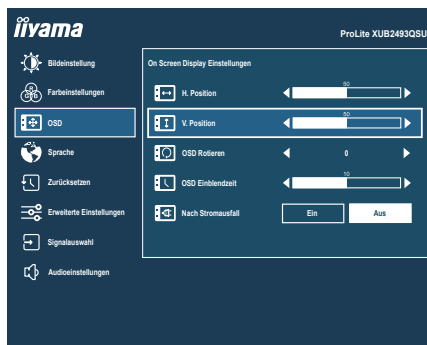 iiyama
ProLite XUB2493QSU
Bildeinstellung
Farbeinstellungen
OSD
Sprache
Zurücksetzen
Erweiterte Einstellungen
Signalauswahl
Audioeinstellungen
On Screen Display Einstellungen
H. Position
50
V. Position
50
OSD Rotieren
0
OSD Einblendzeit
10
Nach Stromausfall
Ein
Aus